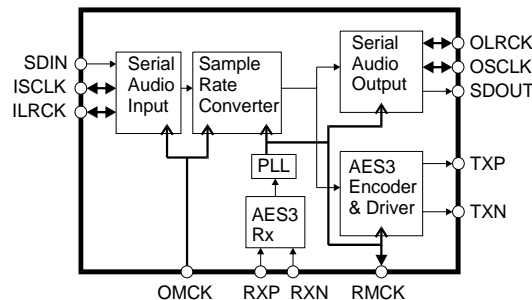 SDIN
ISCLK
ILRCK
Serial
Audio
Input
Sample
Rate
Converter
Serial
Audio
Output
OLRCK
OSCLK
SDOUT
PLL
AES3
Rx
AES3
Encoder
& Driver
TXP
TXN
OMCK
RXP
RXN
RMCK